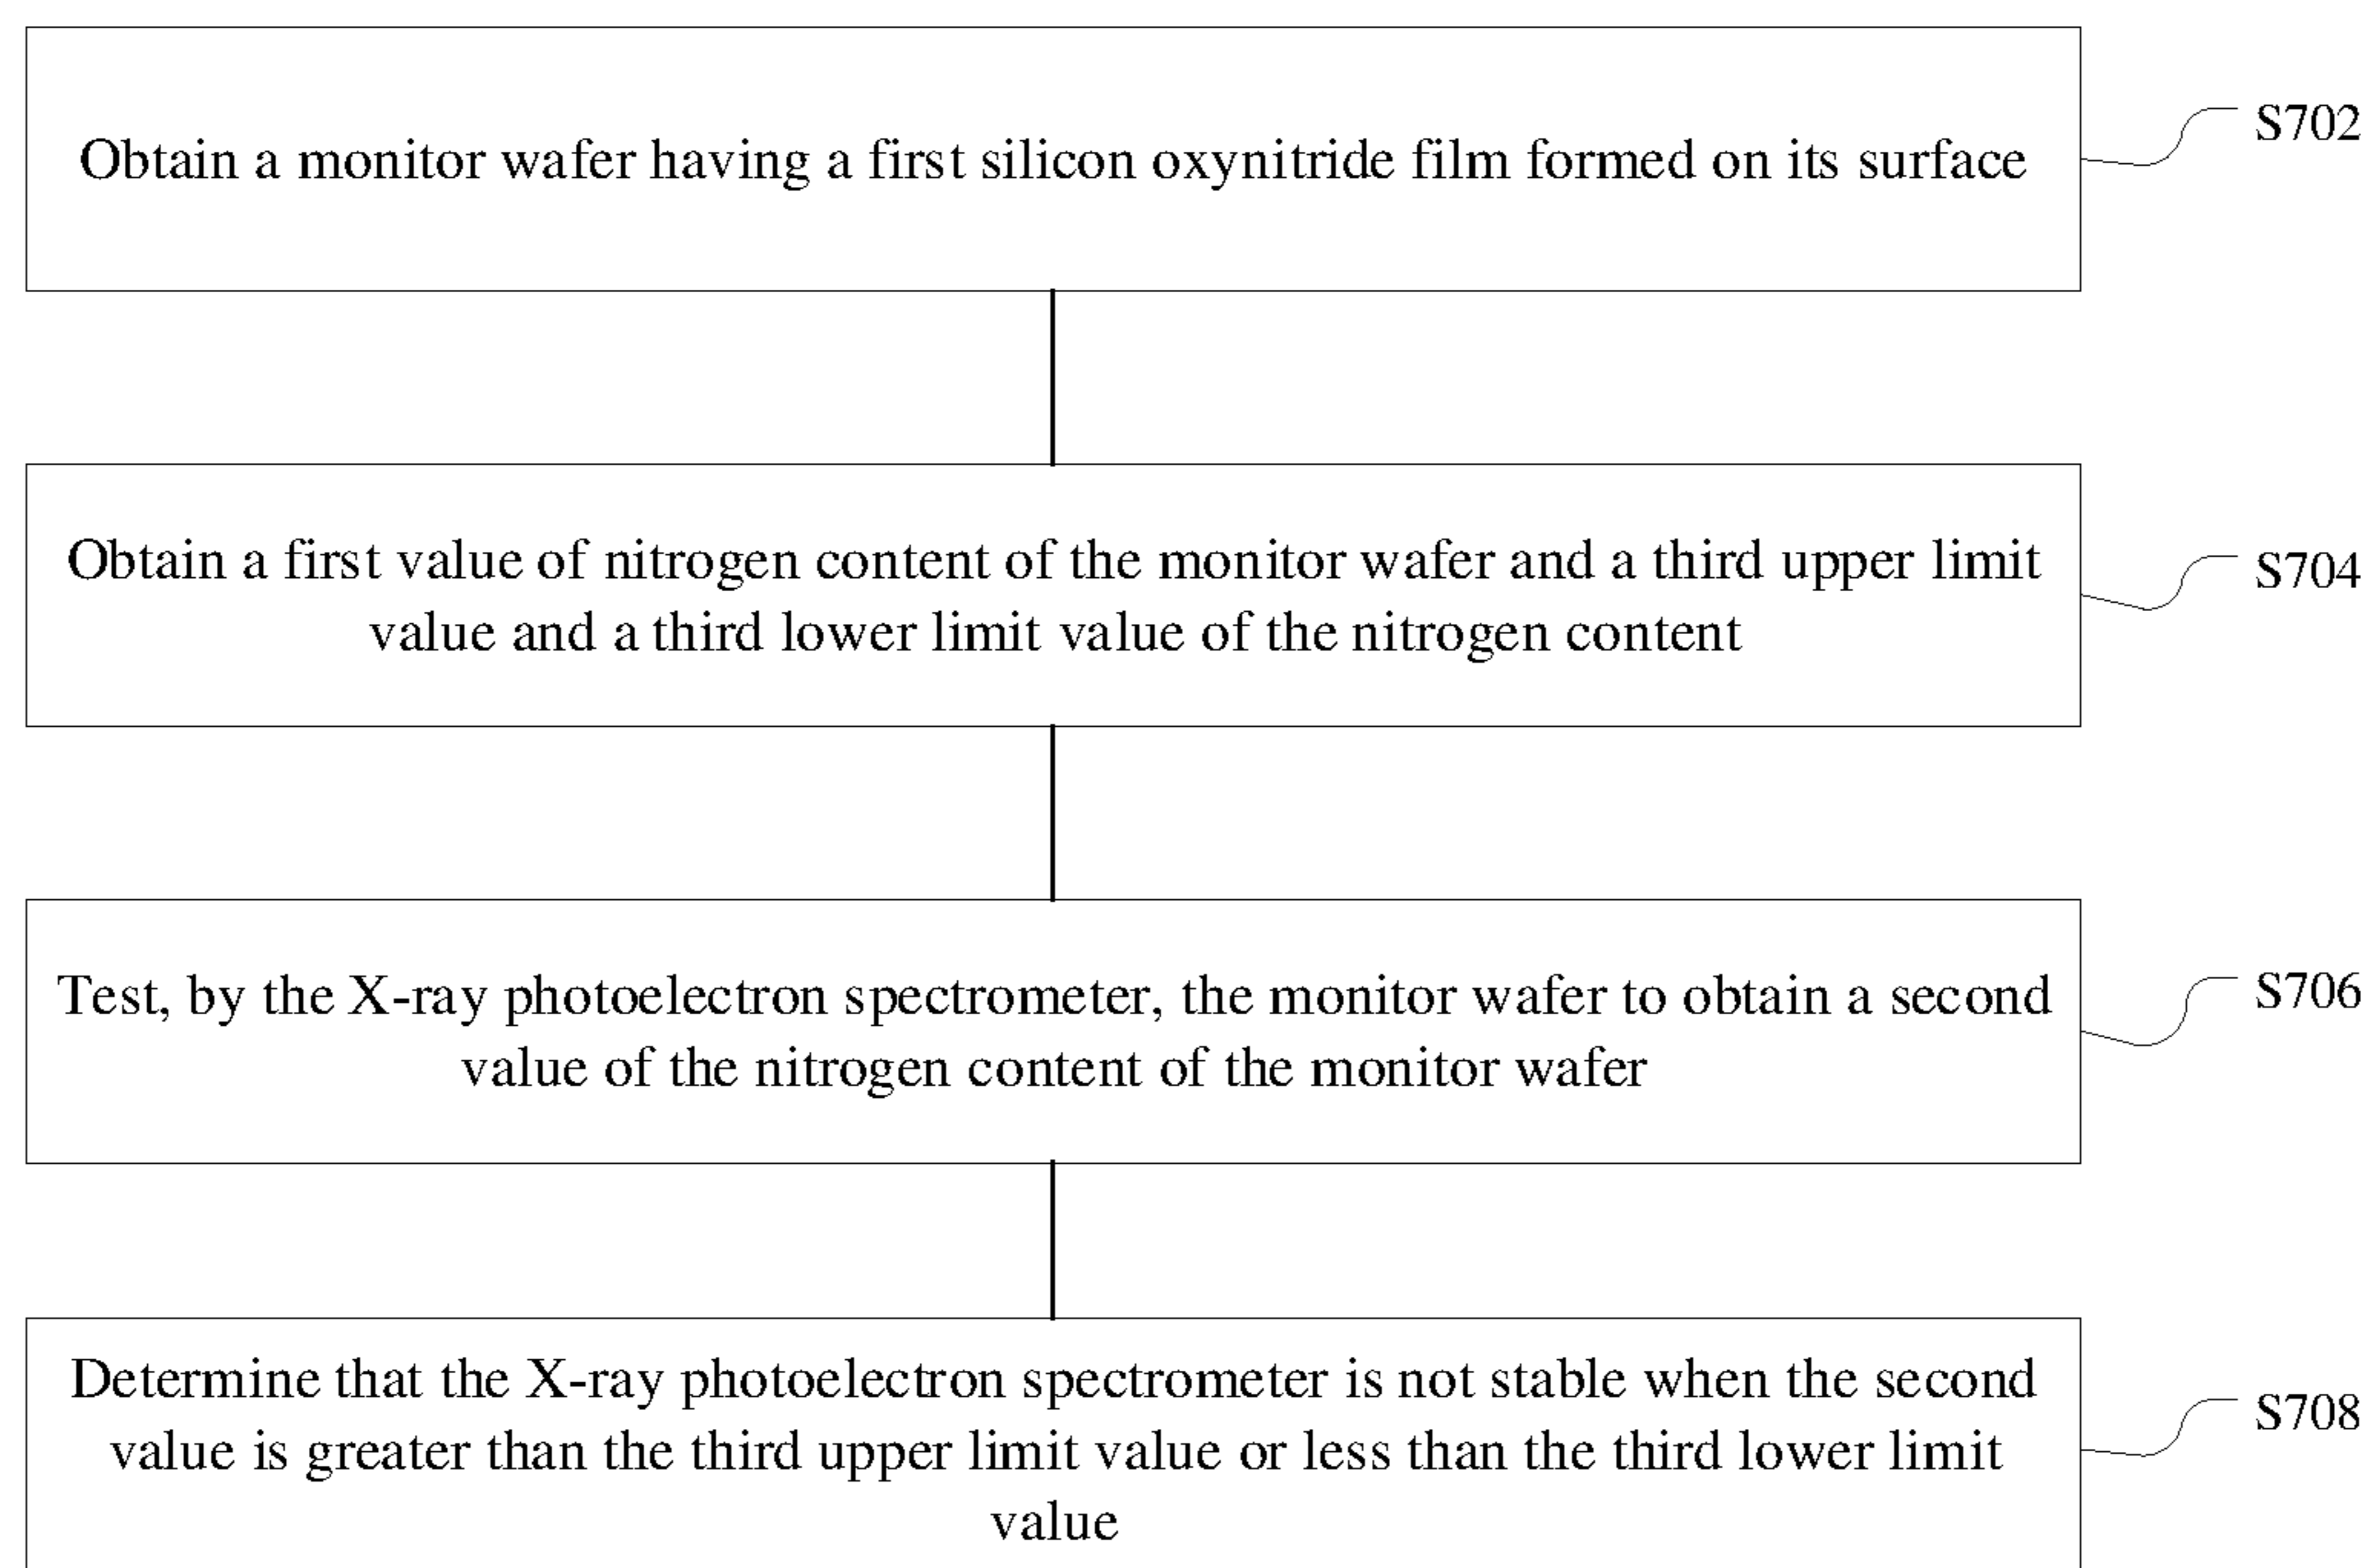 Obtain a monitor wafer having a first silicon oxynitride film formed on its surface
S702
Obtain a first value of nitrogen content of the monitor wafer and a third upper limit
value and a third lower limit value of the nitrogen content
S704
Test, by the X-ray photoelectron spectrometer, the monitor wafer to obtain a second
value of the nitrogen content of the monitor wafer
S706
Determine that the X-ray photoelectron spectrometer is not stable when the second
value is greater than the third upper limit value or less than the third lower limit
value
S708